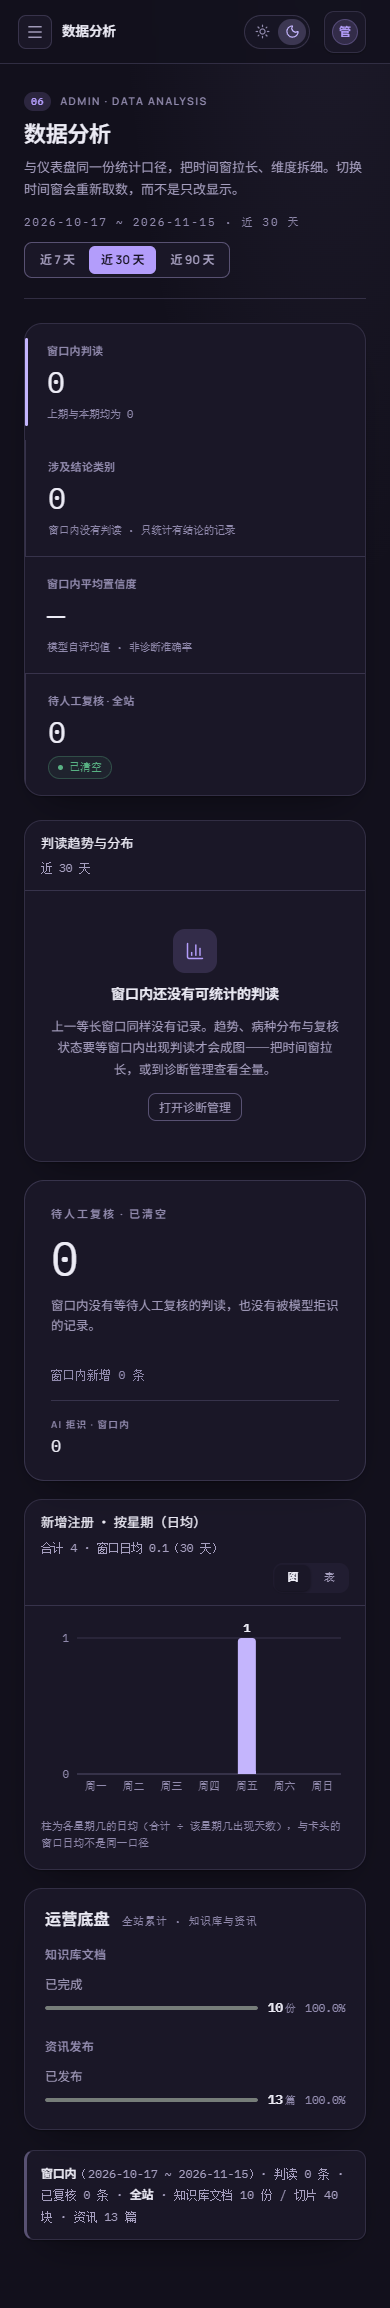 数据分析
管
06 ADMIN · DATA ANALYSIS
数据分析
与仪表盘同一份统计口径，把时间窗拉长、维度拆细。切换
时间窗会重新取数，而不是只改显示。
2026-10-17 ~ 2026-11-15 · 近 30 天
近 7 天 近 30 天 近 90 天
窗口内判读
0
上期与本期均为 0
涉及结论类别
0
窗口内没有判读 · 只统计有结论的记录
窗口内平均置信度
—
模型自评均值 · 非诊断准确率
待人工复核 · 全站
0
已清空
判读趋势与分布
近 30 天
窗口内还没有可统计的判读
上一等长窗口同样没有记录。趋势、病种分布与复核
状态要等窗口内出现判读才会成图——把时间窗拉
长，或到诊断管理查看全量。
打开诊断管理
待人工复核 · 已清空
0
窗口内没有等待人工复核的判读，也没有被模型拒识
的记录。
窗口内新增 0 条
AI 拒识 · 窗口内
0
新增注册 · 按星期（日均）
合计 4 · 窗口日均 0.1（30 天）
图 表
1
1
0
周一 周二 周三 周四 周五 周六 周日
柱为各星期几的日均（合计 ÷ 该星期几出现天数），与卡头的
窗口日均不是同一口径
运营底盘 全站累计 · 知识库与资讯
知识库文档
已完成
10 份 100.0%
资讯发布
已发布
13 篇 100.0%
窗口内（2026-10-17 ~ 2026-11-15）· 判读 0 条 ·
已复核 0 条 · 全站 · 知识库文档 10 份 / 切片 40
块 · 资讯 13 篇